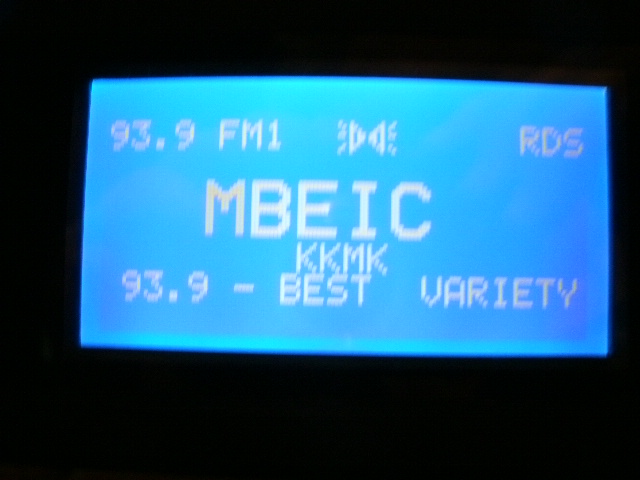 93.9 FM1 RDS
MBEIC
KKMK
93.9 - BEST VARIETY